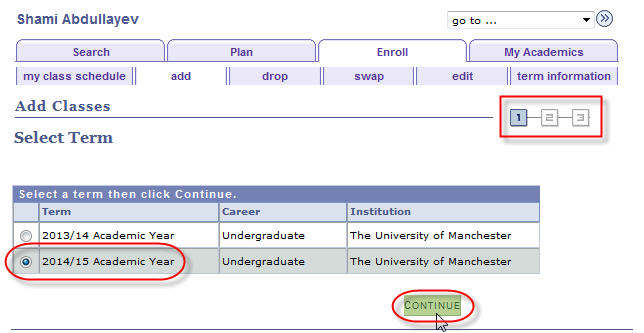 Shami Abdullayev
go to ...
Search Plan Enroll My Academics
my class schedule add drop swap edit term information
Add Classes
1 2 3
Select Term
Select a term then click Continue.
Term Career Institution
2013/14 Academic Year Undergraduate The University of Manchester
2014/15 Academic Year Undergraduate The University of Manchester
CONTINUE